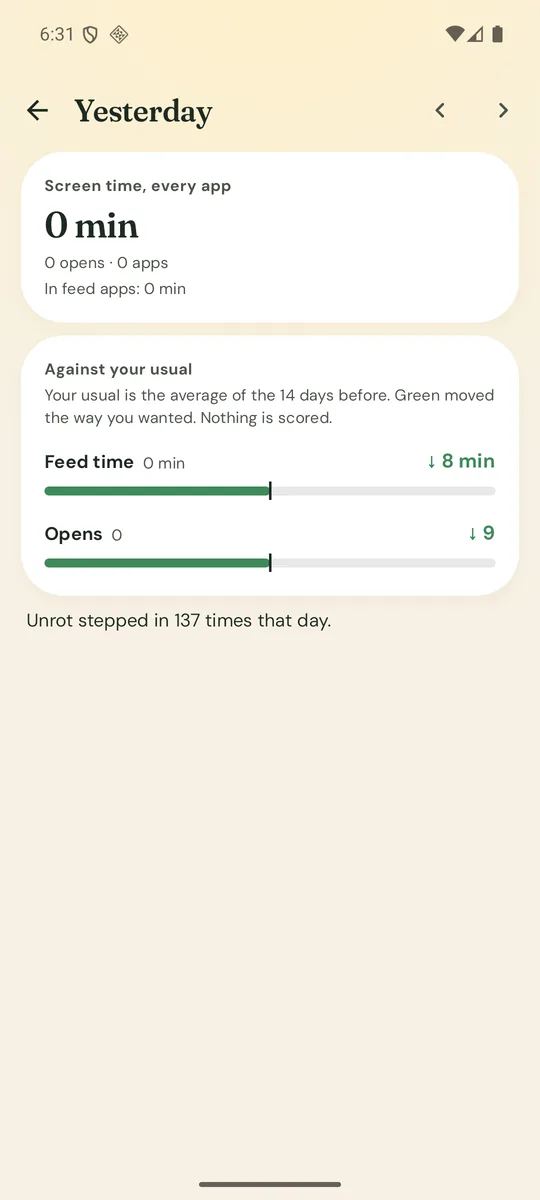 6:31
Yesterday
Screen time, every app
0 min
0 opens · 0 apps
In feed apps: 0 min
Against your usual
Your usual is the average of the 14 days before. Green moved
the way you wanted. Nothing is scored.
Feed time 0 min ↓ 8 min
Opens 0 ↓ 9
Unrot stepped in 137 times that day.